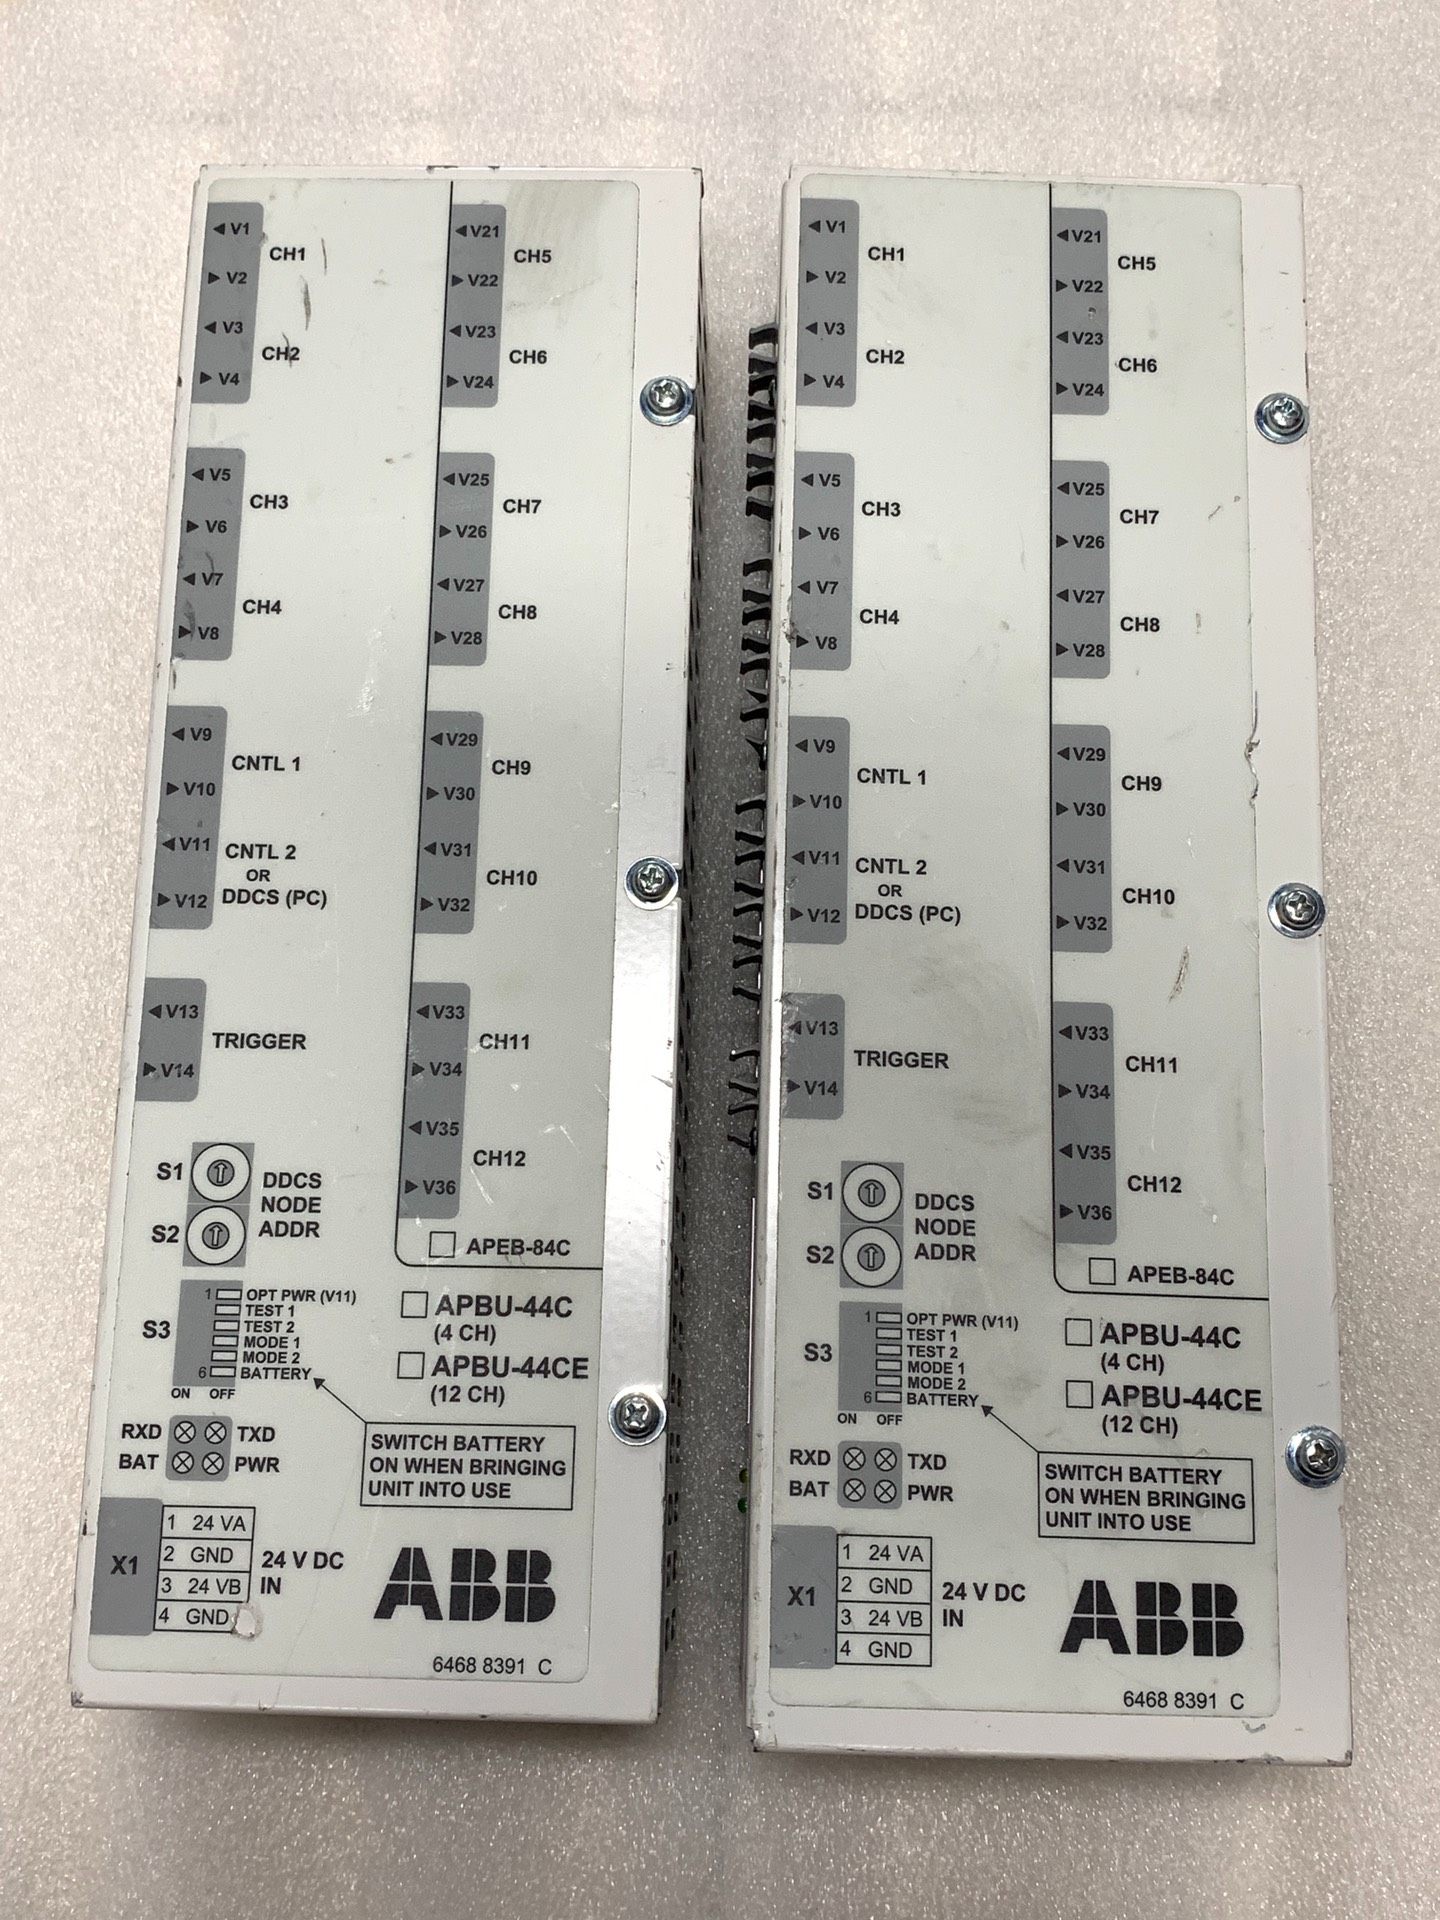 ◄ V1
CH1
► V2
◄ V3
CH2
► V4
◄ V5
CH3
► V6
◄ V7
CH4
► V8
◄ V9
CNTL 1
► V10
◄ V11
CNTL 2
OR
DDCS (PC)
► V12
◄ V13
TRIGGER
► V14
◄ V21
CH5
► V22
◄ V23
CH6
► V24
◄ V25
CH7
► V26
◄ V27
CH8
► V28
◄ V29
CH9
► V30
◄ V31
CH10
► V32
◄ V33
CH11
► V34
◄ V35
CH12
► V36
APEB-84C
S1
S2
DDCS
NODE
ADDR
S3
1 OPT PWR (V11)
TEST 1
TEST 2
MODE 1
MODE 2
6 BATTERY
ON OFF
APBU-44C
(4 CH)
APBU-44CE
(12 CH)
RXD TXD
BAT PWR
SWITCH BATTERY
ON WHEN BRINGING
UNIT INTO USE
X1
1 24 VA
2 GND
3 24 VB
4 GND
24 V DC
IN
ABB
6468 8391 C
◄ V1
CH1
► V2
◄ V3
CH2
► V4
◄ V5
CH3
► V6
◄ V7
CH4
► V8
◄ V9
CNTL 1
► V10
◄ V11
CNTL 2
OR
DDCS (PC)
► V12
◄ V13
TRIGGER
► V14
◄ V21
CH5
► V22
◄ V23
CH6
► V24
◄ V25
CH7
► V26
◄ V27
CH8
► V28
◄ V29
CH9
► V30
◄ V31
CH10
► V32
◄ V33
CH11
► V34
◄ V35
CH12
► V36
APEB-84C
S1
S2
DDCS
NODE
ADDR
S3
1 OPT PWR (V11)
TEST 1
TEST 2
MODE 1
MODE 2
6 BATTERY
ON OFF
APBU-44C
(4 CH)
APBU-44CE
(12 CH)
RXD TXD
BAT PWR
SWITCH BATTERY
ON WHEN BRINGING
UNIT INTO USE
X1
1 24 VA
2 GND
3 24 VB
4 GND
24 V DC
IN
ABB
6468 8391 C